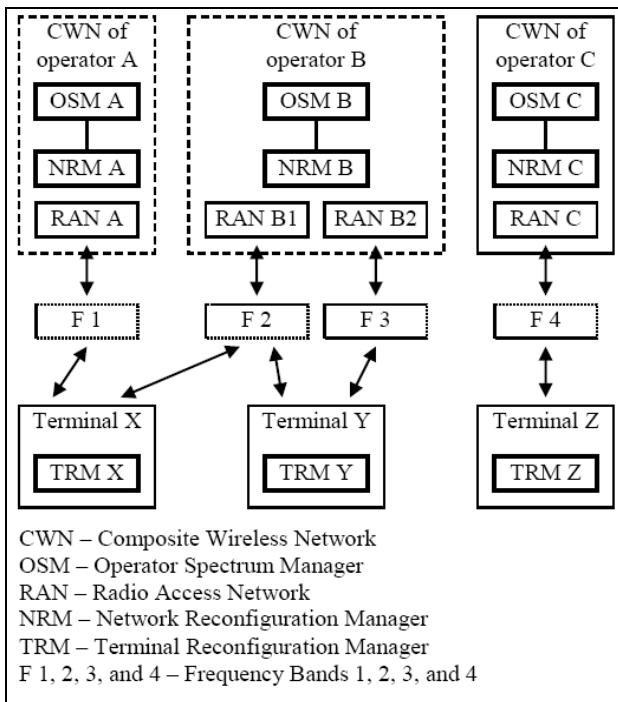 CWN of
operator A
CWN of
operator B
CWN of
operator C
OSM A
OSM B
OSM C
NRM A
NRM B
NRM C
RAN A
RAN B1
RAN B2
RAN C
F 1
F 2
F 3
F 4
Terminal X
Terminal Y
Terminal Z
TRM X
TRM Y
TRM Z
CWN – Composite Wireless Network
OSM – Operator Spectrum Manager
RAN – Radio Access Network
NRM – Network Reconfiguration Manager
TRM – Terminal Reconfiguration Manager
F 1, 2, 3, and 4 – Frequency Bands 1, 2, 3, and 4